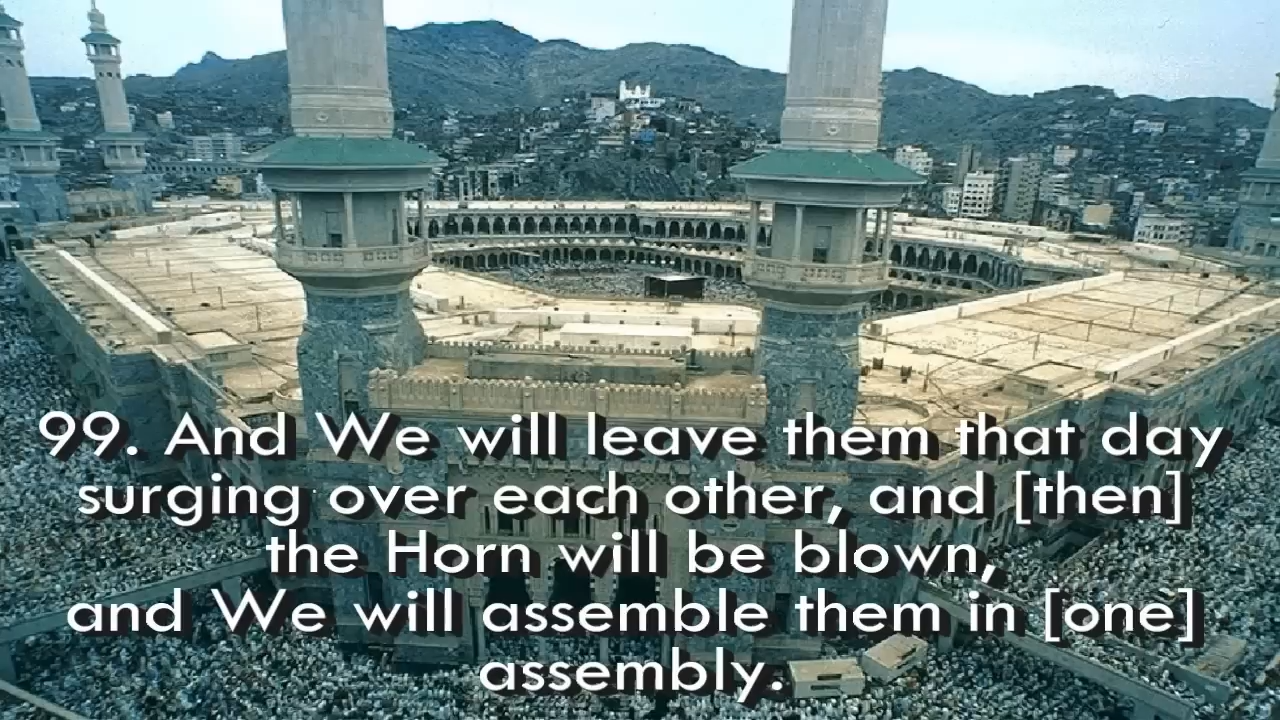 99. And We will leave them that day
surging over each other, and [then]
the Horn will be blown,
and We will assemble them in [one]
assembly.